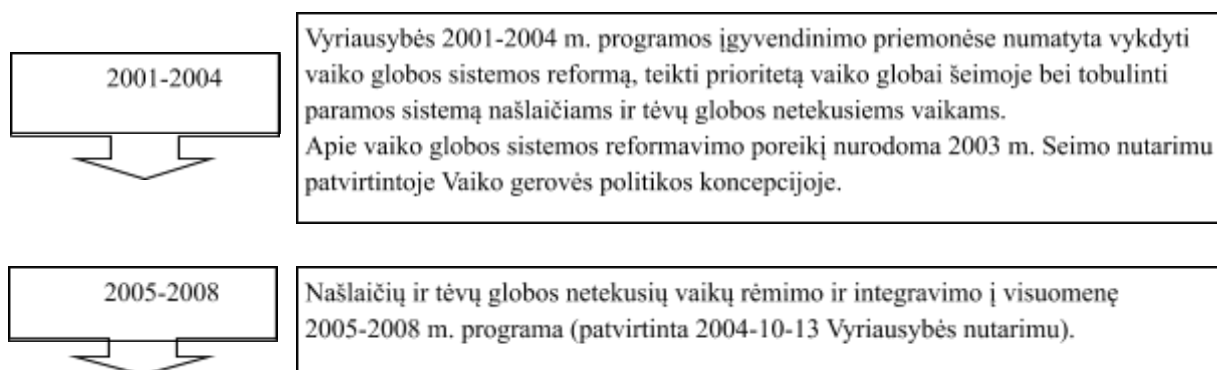 2001-2004
Vyriausybės 2001-2004 m. programos įgyvendinimo priemonėse numatyta vykdyti
vaiko globos sistemos reformą, teikti prioritetą vaiko globai šeimoje bei tobulinti
paramos sistemą našlaičiams ir tėvų globos netekusiems vaikams.
Apie vaiko globos sistemos reformavimo poreikį nurodoma 2003 m. Seimo nutarimu
patvirtintoje Vaiko gerovės politikos koncepcijoje.
2005-2008
Našlaičių ir tėvų globos netekusių vaikų rėmimo ir integravimo į visuomenę
2005-2008 m. programa (patvirtinta 2004-10-13 Vyriausybės nutarimu).